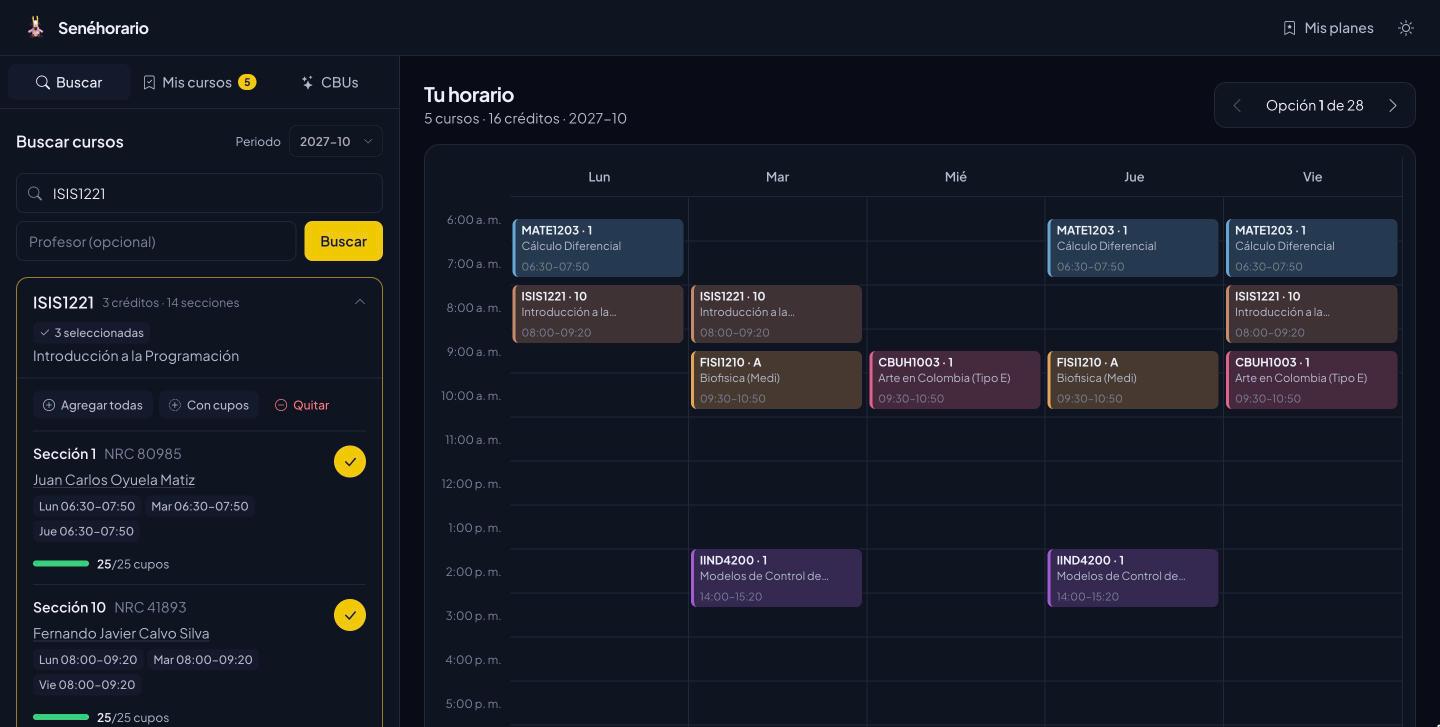 Senéhorario
Mis planes
Buscar
Mis cursos 5
CBUs
Buscar cursos
Periodo 2027-10
ISIS1221
Profesor (opcional)
Buscar
ISIS1221 3 créditos · 14 secciones
3 seleccionadas
Introducción a la Programación
Agregar todas
Con cupos
Quitar
Sección 1 NRC 80985
Juan Carlos Oyuela Matiz
Lun 06:30–07:50 Mar 06:30–07:50
Jue 06:30–07:50
25/25 cupos
Sección 10 NRC 41893
Fernando Javier Calvo Silva
Lun 08:00–09:20 Mar 08:00–09:20
Vie 08:00–09:20
25/25 cupos
Tu horario
5 cursos · 16 créditos · 2027-10
Opción 1 de 28
Lun Mar Mié Jue Vie
6:00 a. m.
MATE1203 · 1
Cálculo Diferencial
06:30–07:50
MATE1203 · 1
Cálculo Diferencial
06:30–07:50
MATE1203 · 1
Cálculo Diferencial
06:30–07:50
7:00 a. m.
8:00 a. m.
ISIS1221 · 10
Introducción a la...
08:00–09:20
ISIS1221 · 10
Introducción a la...
08:00–09:20
ISIS1221 · 10
Introducción a la...
08:00–09:20
9:00 a. m.
FISI1210 · A
Biofisica (Medi)
09:30–10:50
CBUH1003 · 1
Arte en Colombia (Tipo E)
09:30–10:50
FISI1210 · A
Biofisica (Medi)
09:30–10:50
CBUH1003 · 1
Arte en Colombia (Tipo E)
09:30–10:50
10:00 a. m.
11:00 a. m.
12:00 p. m.
1:00 p. m.
2:00 p. m.
IIND4200 · 1
Modelos de Control de...
14:00–15:20
IIND4200 · 1
Modelos de Control de...
14:00–15:20
3:00 p. m.
4:00 p. m.
5:00 p. m.